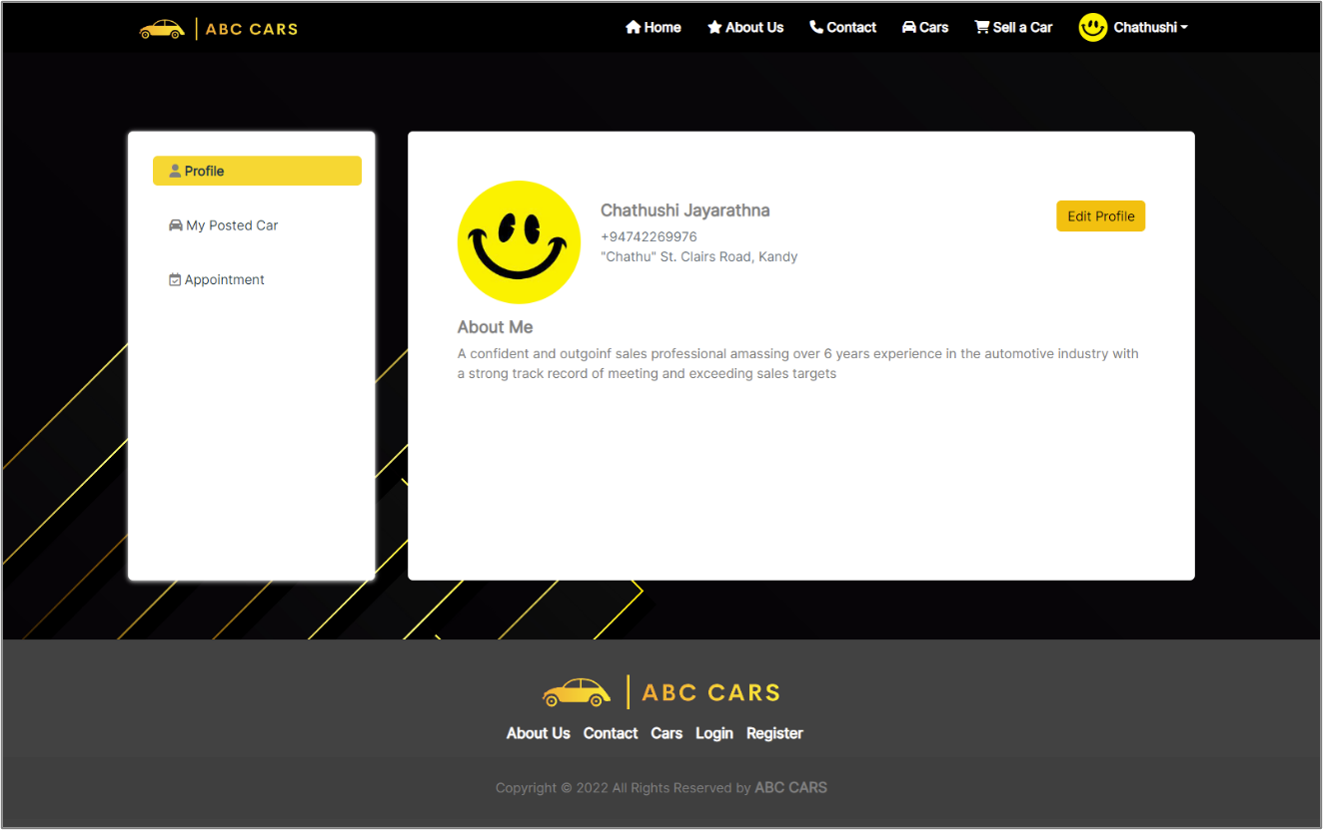 ABC CARS
Home About Us Contact Cars Sell a Car Chathushi
Profile
My Posted Car
Appointment
Chathushi Jayarathna
+94742269976
"Chathu" St. Clairs Road, Kandy
Edit Profile
About Me
A confident and outgoinf sales professional amassing over 6 years experience in the automotive industry with
a strong track record of meeting and exceeding sales targets
ABC CARS
About Us Contact Cars Login Register
Copyright © 2022 All Rights Reserved by ABC CARS